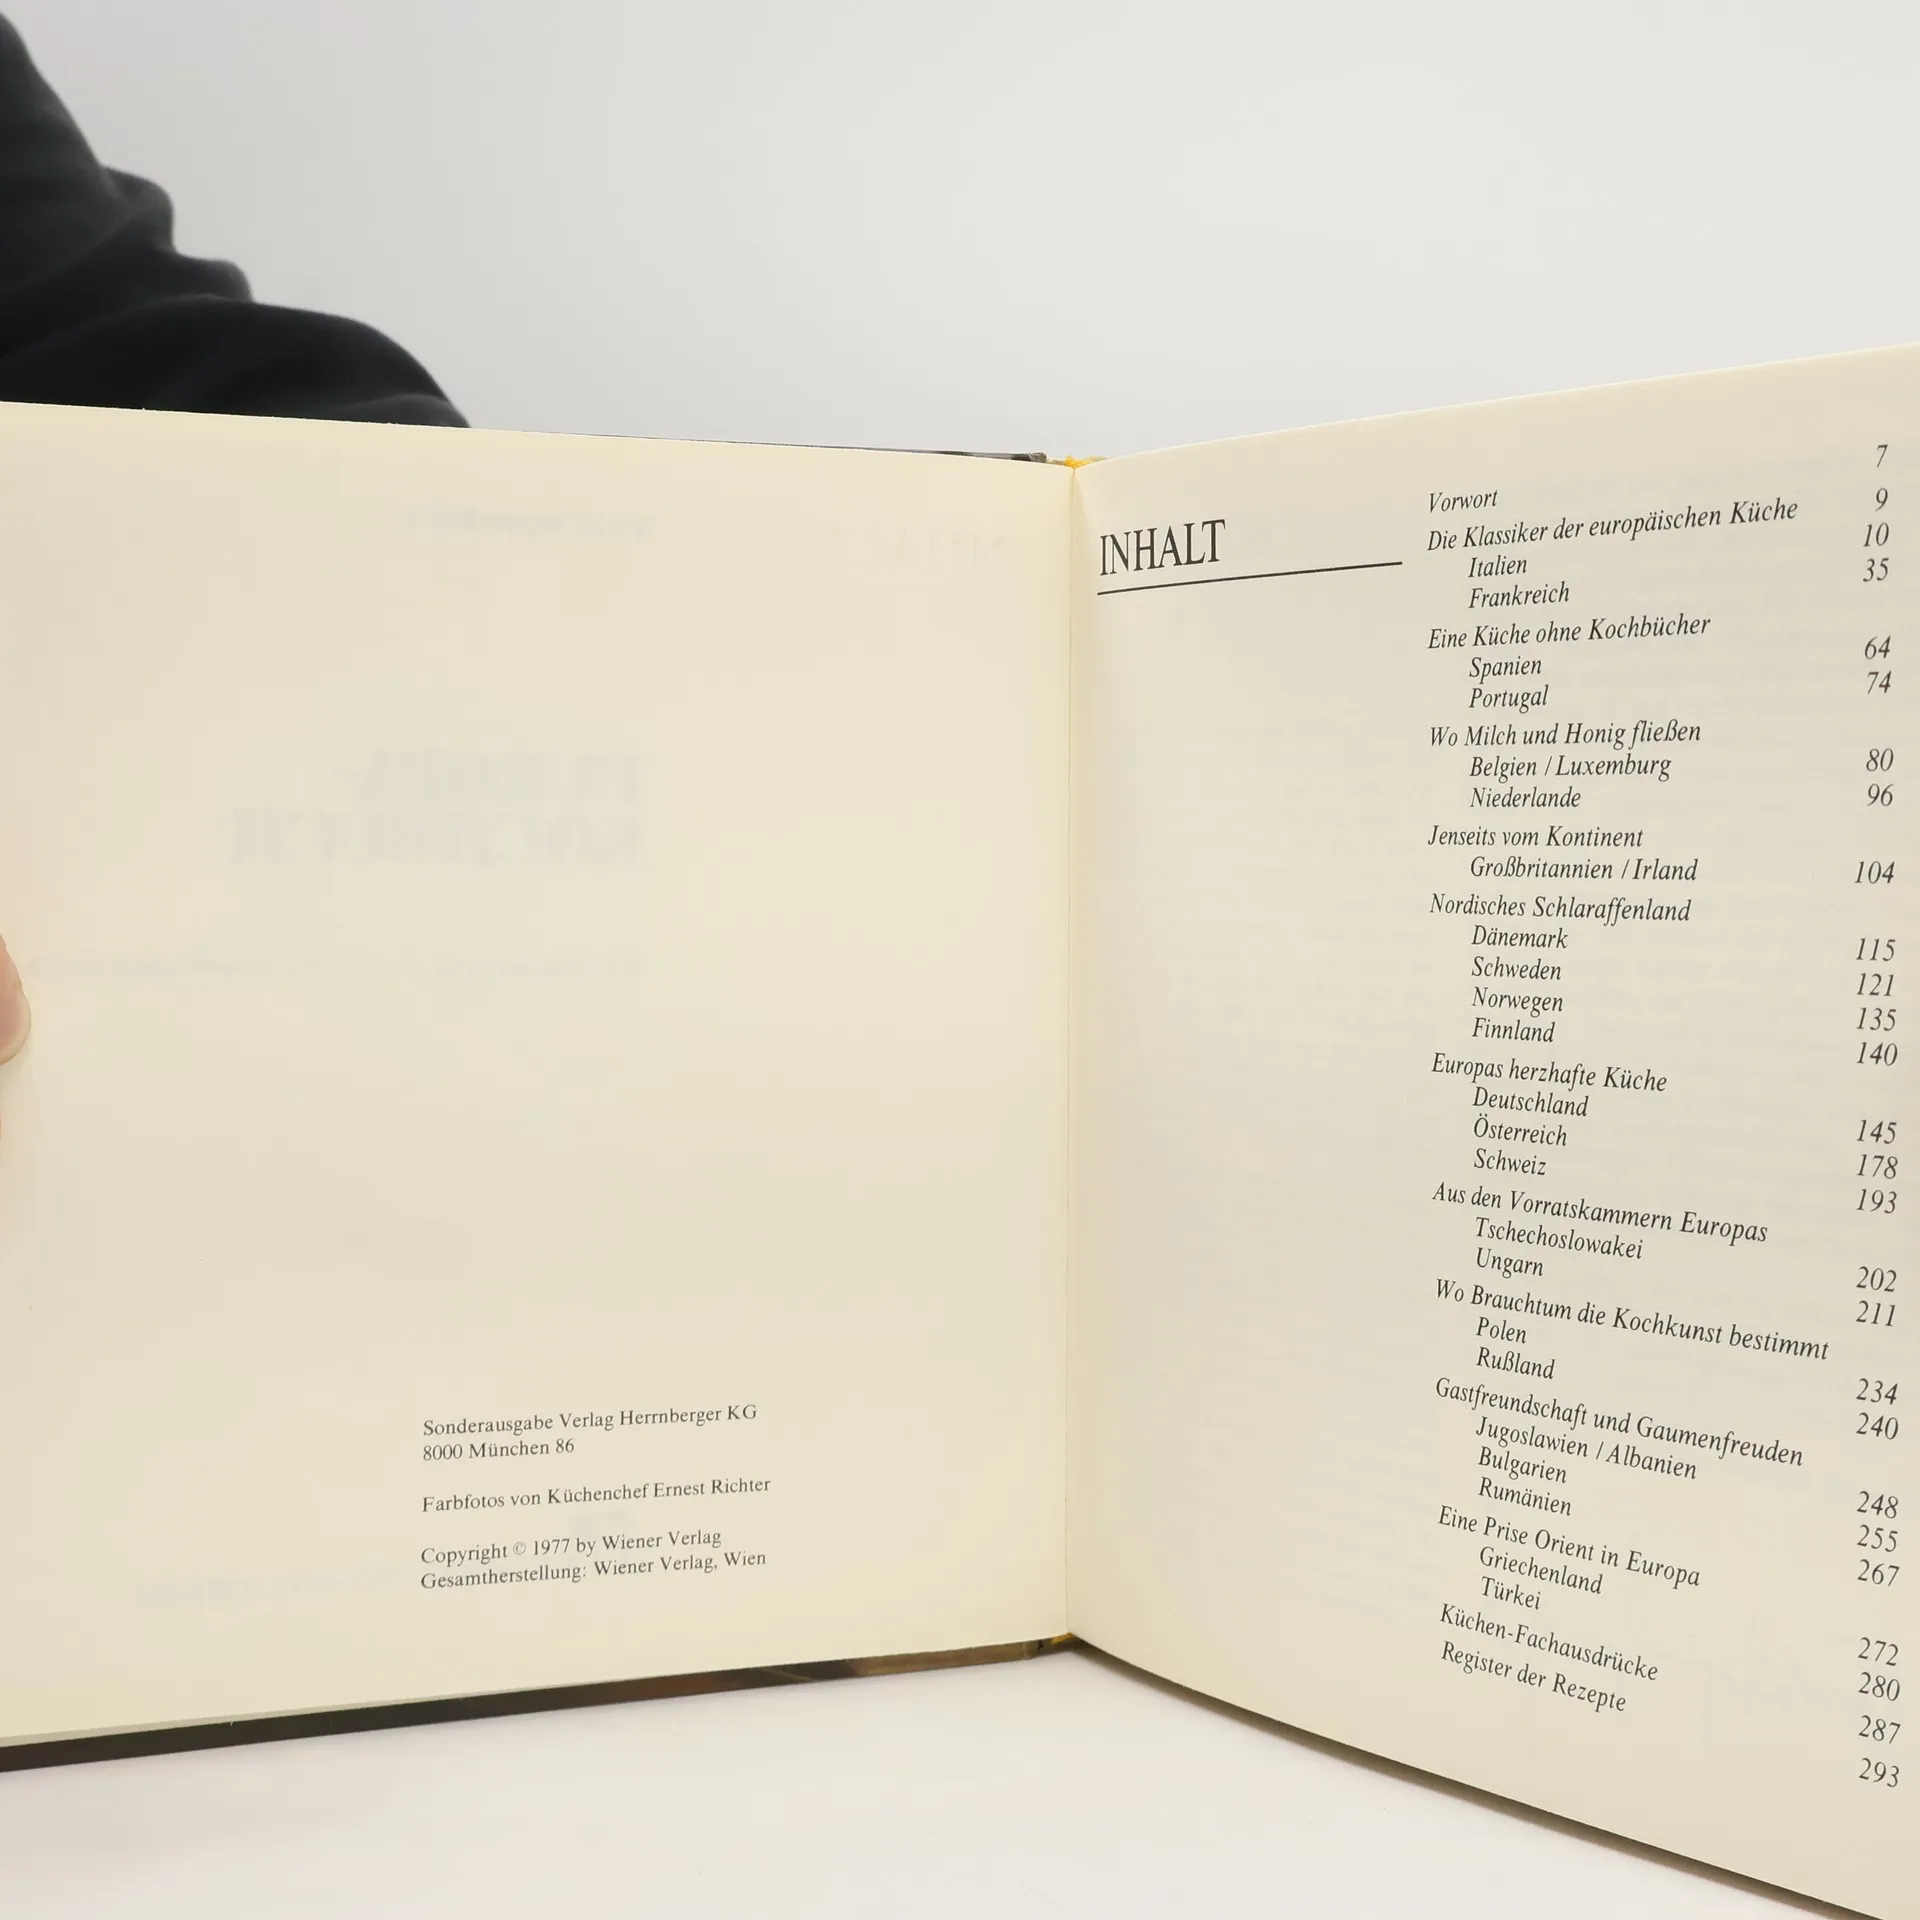 Sonderausgabe Verlag Herrnberger KG
8000 München 86
Farbfotos von Küchenchef Ernest Richter
Copyright © 1977 by Wiener Verlag
Gesamtherstellung: Wiener Verlag, Wien
INHALT
Vorwort 7
Die Klassiker der europäischen Küche 9
Italien 10
Frankreich 35
Eine Küche ohne Kochbücher
Spanien 64
Portugal 74
Wo Milch und Honig fließen
Belgien / Luxemburg 80
Niederlande 96
Jenseits vom Kontinent
Großbritannien / Irland 104
Nordisches Schlaraffenland
Dänemark 115
Schweden 121
Norwegen 135
Finnland 140
Europas herzhafte Küche
Deutschland 145
Österreich 178
Schweiz 193
Aus den Vorratskammern Europas
Tschechoslowakei 202
Ungarn 211
Wo Brauchtum die Kochkunst bestimmt
Polen 234
Rußland 240
Gastfreundschaft und Gaumenfreuden
Jugoslawien / Albanien 248
Bulgarien 255
Rumänien 267
Eine Prise Orient in Europa
Griechenland 272
Türkei 280
Küchen-Fachausdrücke 287
Register der Rezepte 293